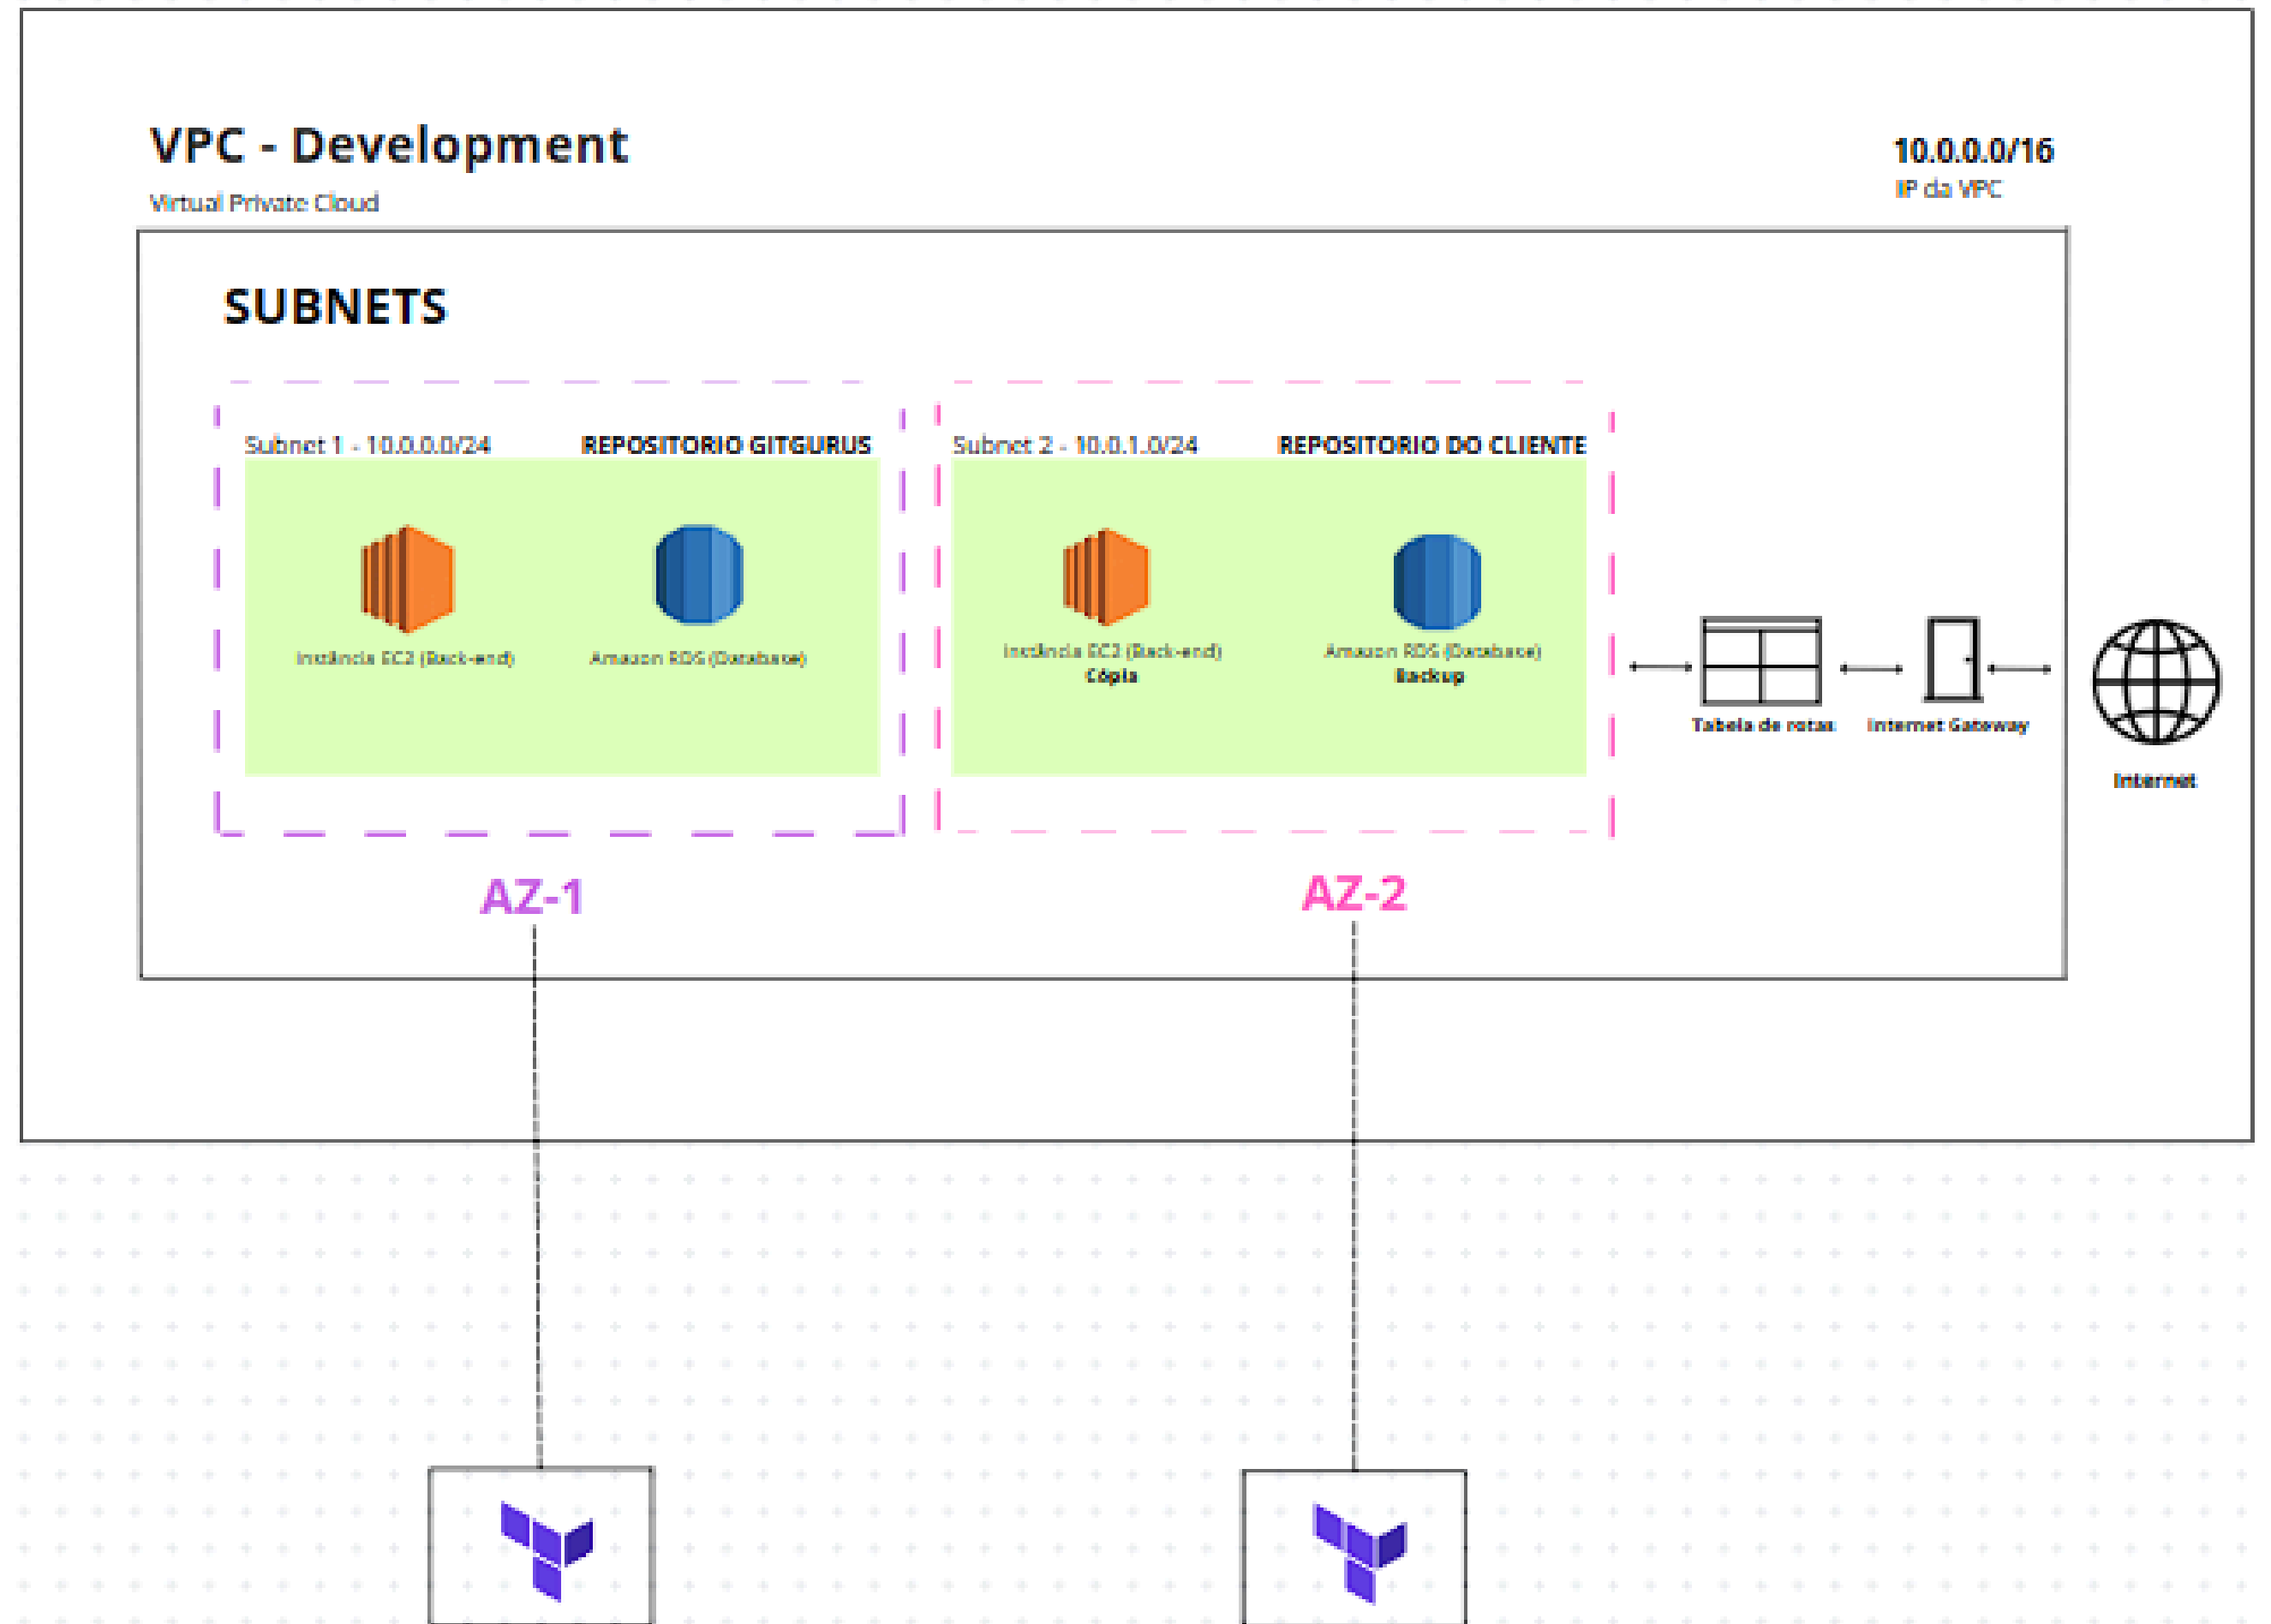 VPC - Development
Virtual Private Cloud
10.0.0.0/16
IP da VPC
SUBNETS
Subnet 1 - 10.0.0.0/24
REPOSITORIO GITGURUS
Subnet 2 - 10.0.1.0/24
REPOSITORIO DO CLIENTE
Instância EC2 (Back-end)
Amazon RDS (Database)
Instância EC2 (Back-end)
Cópia
Amazon RDS (Database)
Backup
Tabela de rotas
Internet Gateway
Internet
AZ-1
AZ-2